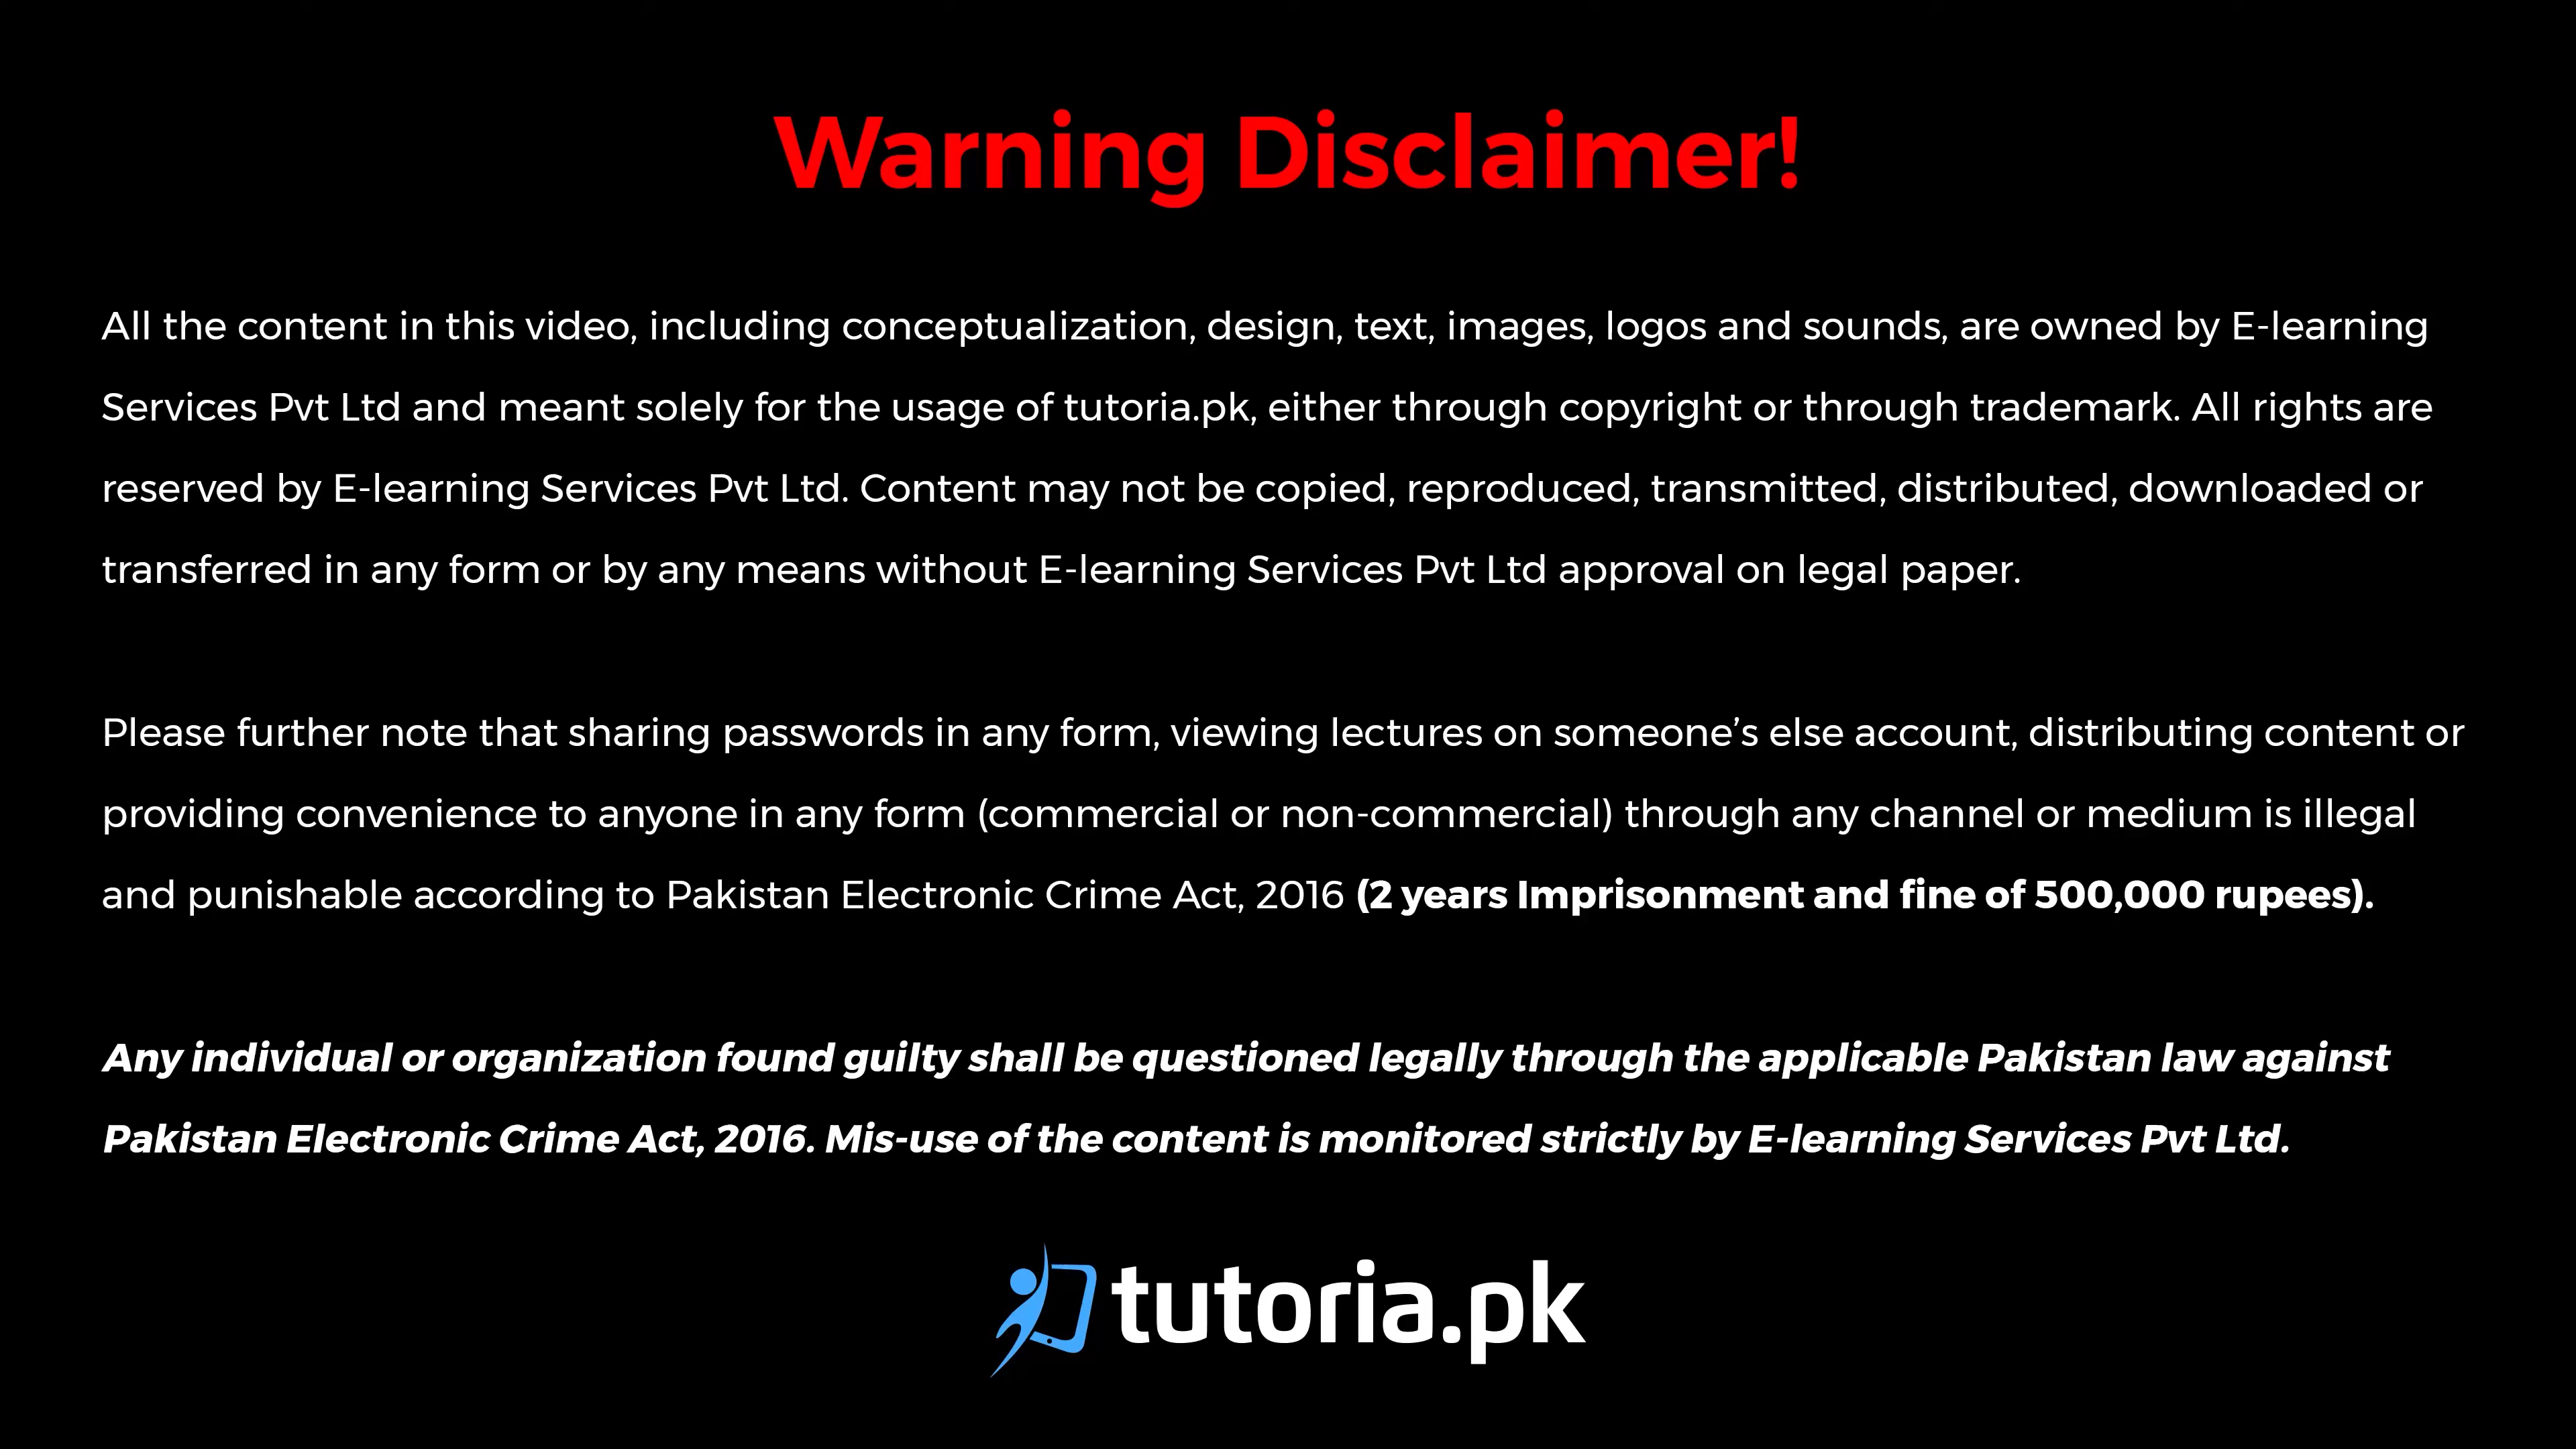 Warning Disclaimer!
All the content in this video, including conceptualization, design, text, images, logos and sounds, are owned by E-learning
Services Pvt Ltd and meant solely for the usage of tutoria.pk, either through copyright or through trademark. All rights are
reserved by E-learning Services Pvt Ltd. Content may not be copied, reproduced, transmitted, distributed, downloaded or
transferred in any form or by any means without E-learning Services Pvt Ltd approval on legal paper.
Please further note that sharing passwords in any form, viewing lectures on someone’s else account, distributing content or
providing convenience to anyone in any form (commercial or non-commercial) through any channel or medium is illegal
and punishable according to Pakistan Electronic Crime Act, 2016 (2 years Imprisonment and fine of 500,000 rupees).
Any individual or organization found guilty shall be questioned legally through the applicable Pakistan law against
Pakistan Electronic Crime Act, 2016. Mis-use of the content is monitored strictly by E-learning Services Pvt Ltd.
tutoria.pk